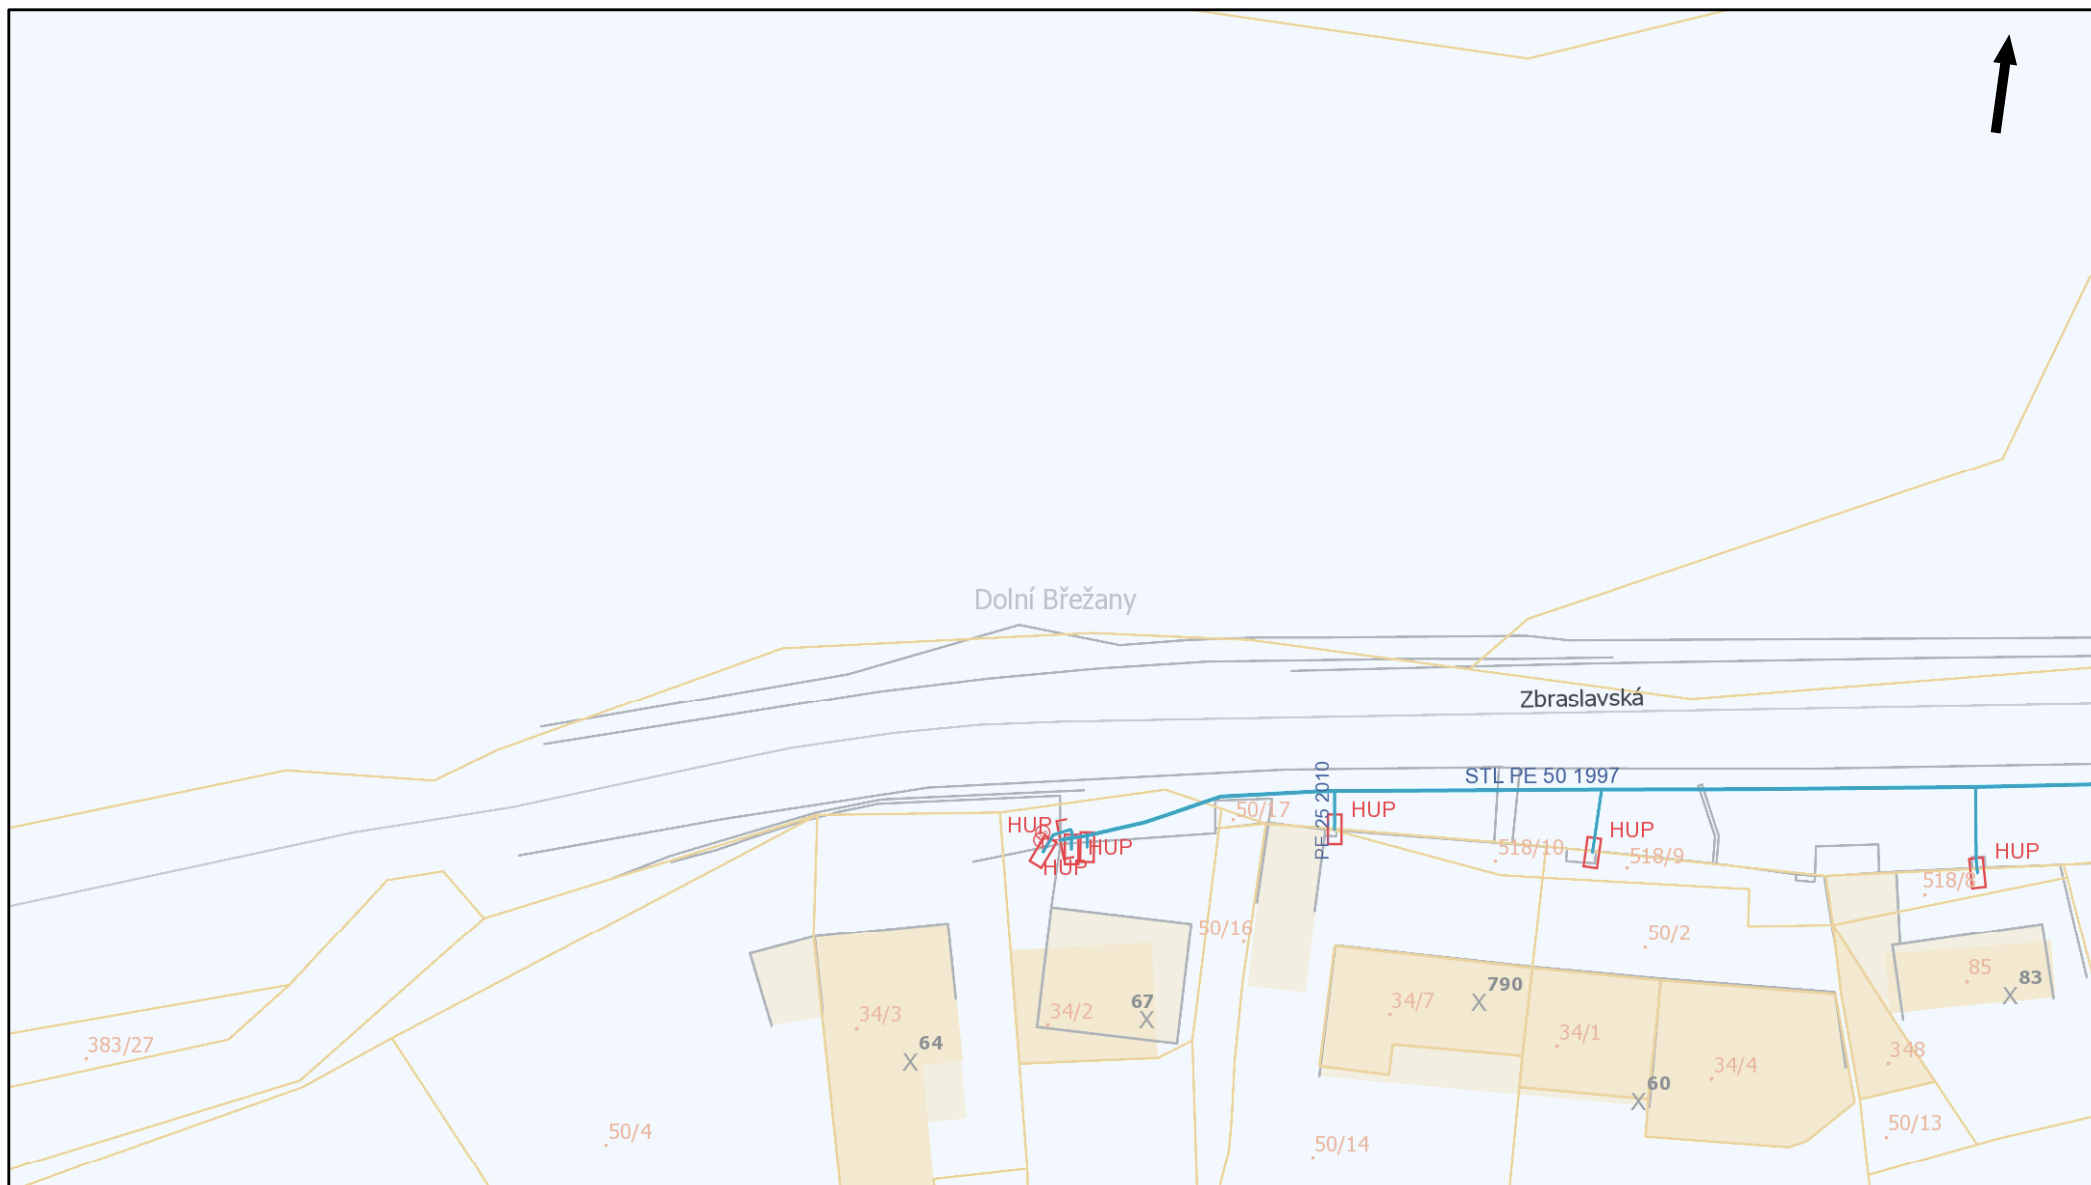 Dolní Břežany
Zbraslavská
STL PE 50 1997
PE 25 2010
HUP
50/17
HUP
HUP
HUP
HUP
518/10
518/9
HUP
HUP
518/8
50/16
50/2
85
83
790
34/7
67
34/2
34/3
64
34/1
383/27
348
34/4
60
50/4
50/14
50/13